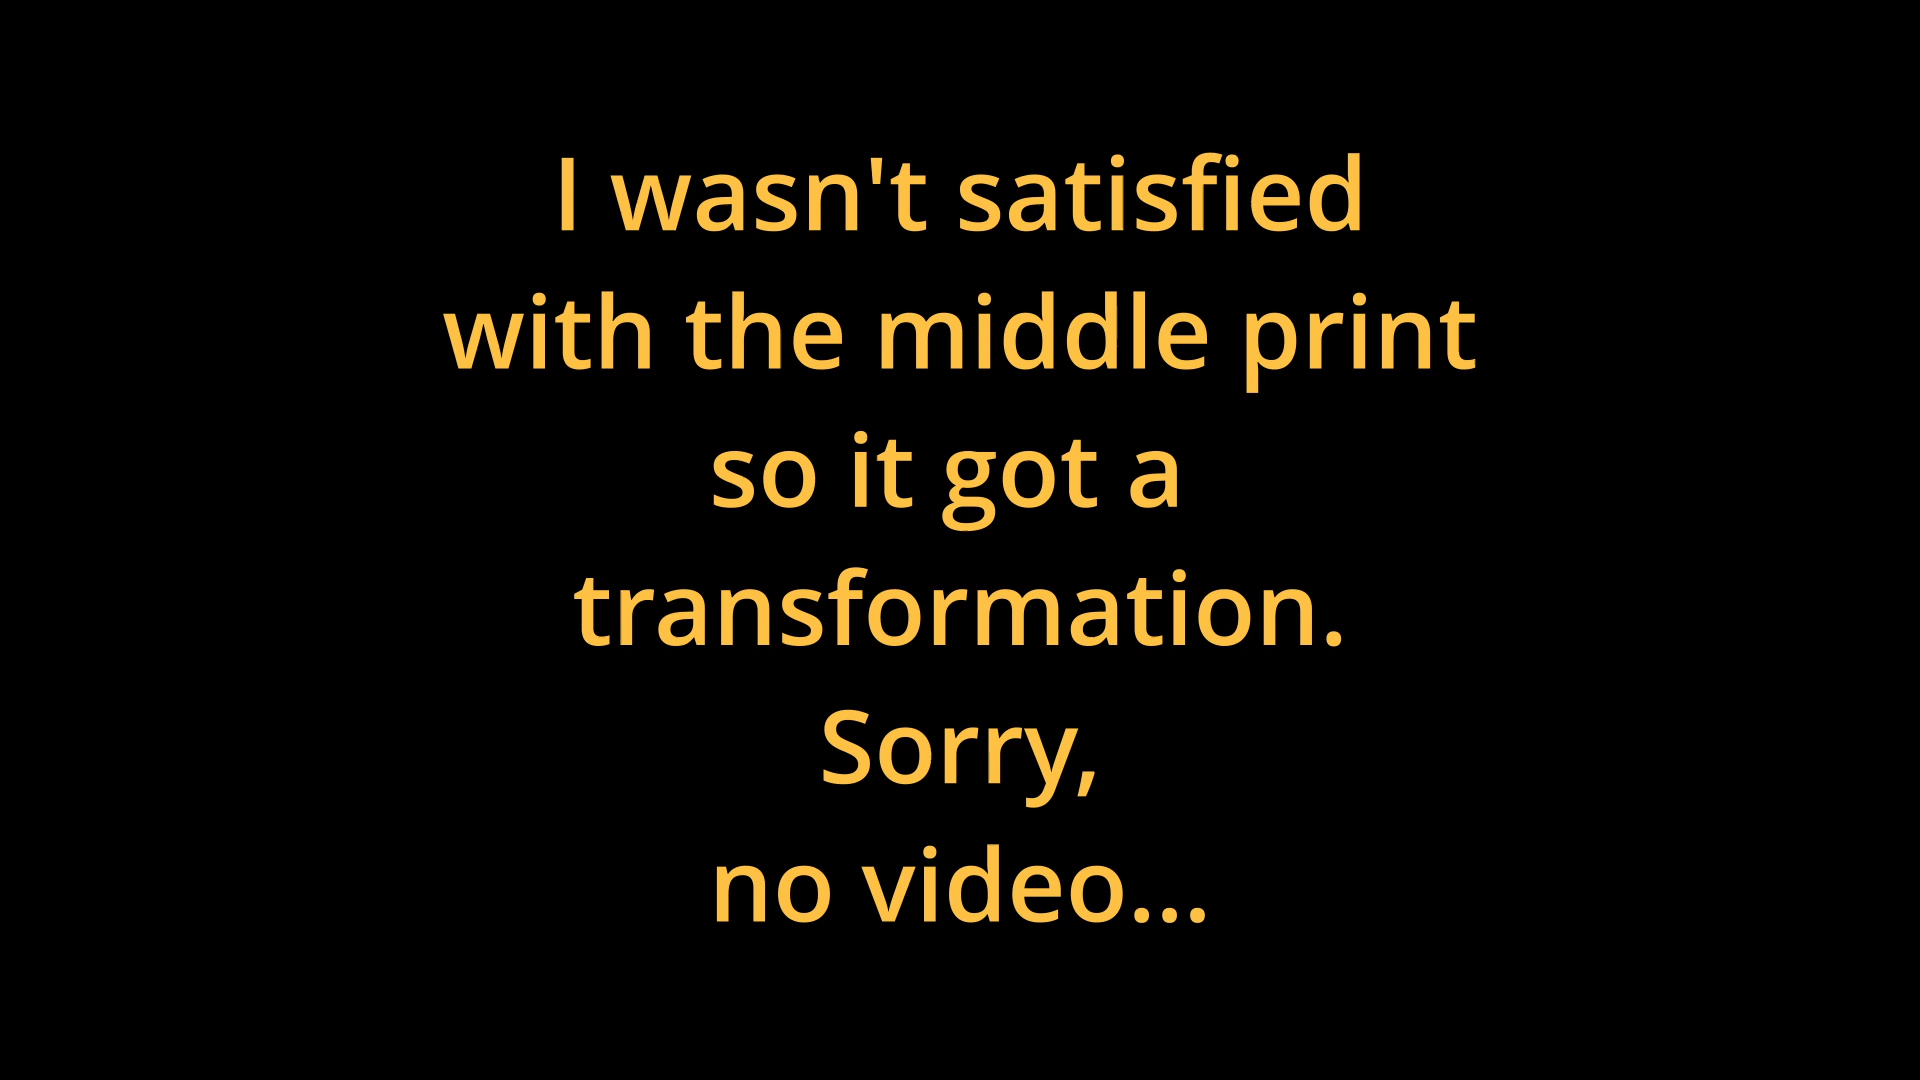 I wasn't satisfied
with the middle print
so it got a
transformation.
Sorry,
no video...